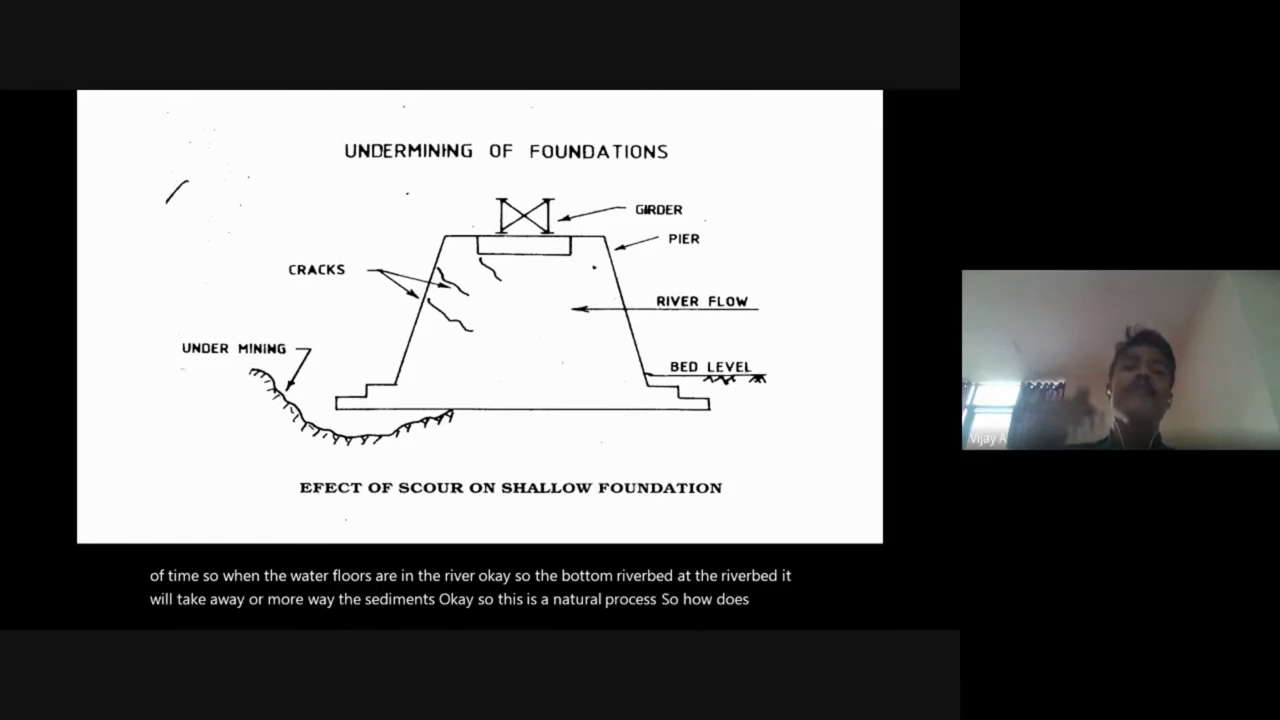 UNDERMINING OF FOUNDATIONS
GIRDER
PIER
CRACKS
RIVER FLOW
UNDER MINING
BED LEVEL
EFECT OF SCOUR ON SHALLOW FOUNDATION
Vijay A
of time so when the water floors are in the river okay so the bottom riverbed at the riverbed it
will take away or more way the sediments Okay so this is a natural process So how does